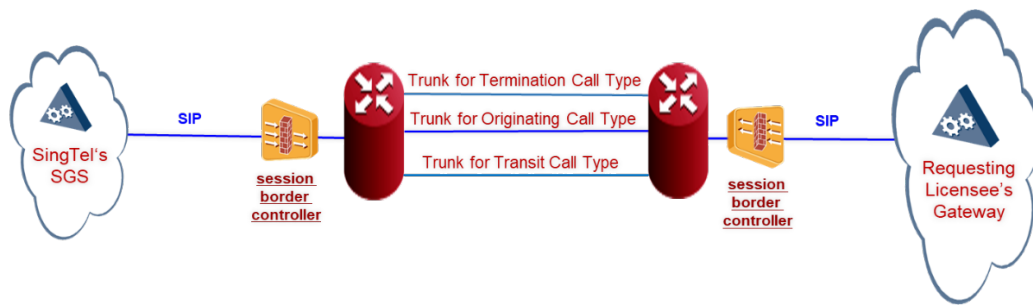 SingTel's
SGS
SIP
session
border
controller
Trunk for Termination Call Type
Trunk for Originating Call Type
Trunk for Transit Call Type
session
border
controller
SIP
Requesting
Licensee's
Gateway